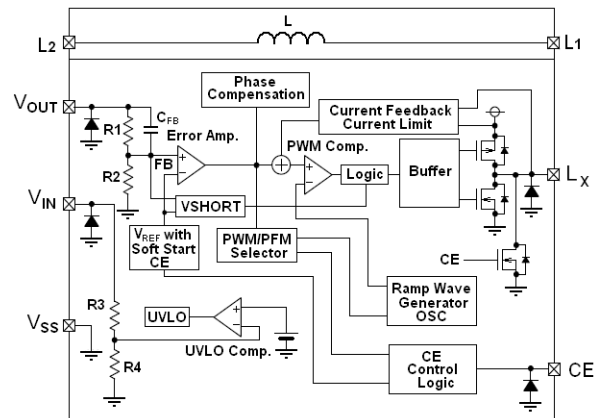 L
L2
L1
Phase
Compensation
VOUT
CFB
R1
Error Amp.
Current Feedback
Current Limit
FB
PWM Comp.
R2
Logic
Buffer
LX
VIN
VSHORT
VREF with
Soft Start
CE
PWM/PFM
Selector
CE
Ramp Wave
Generator
OSC
R3
UVLO
VSS
UVLO Comp.
R4
CE
Control
Logic
CE